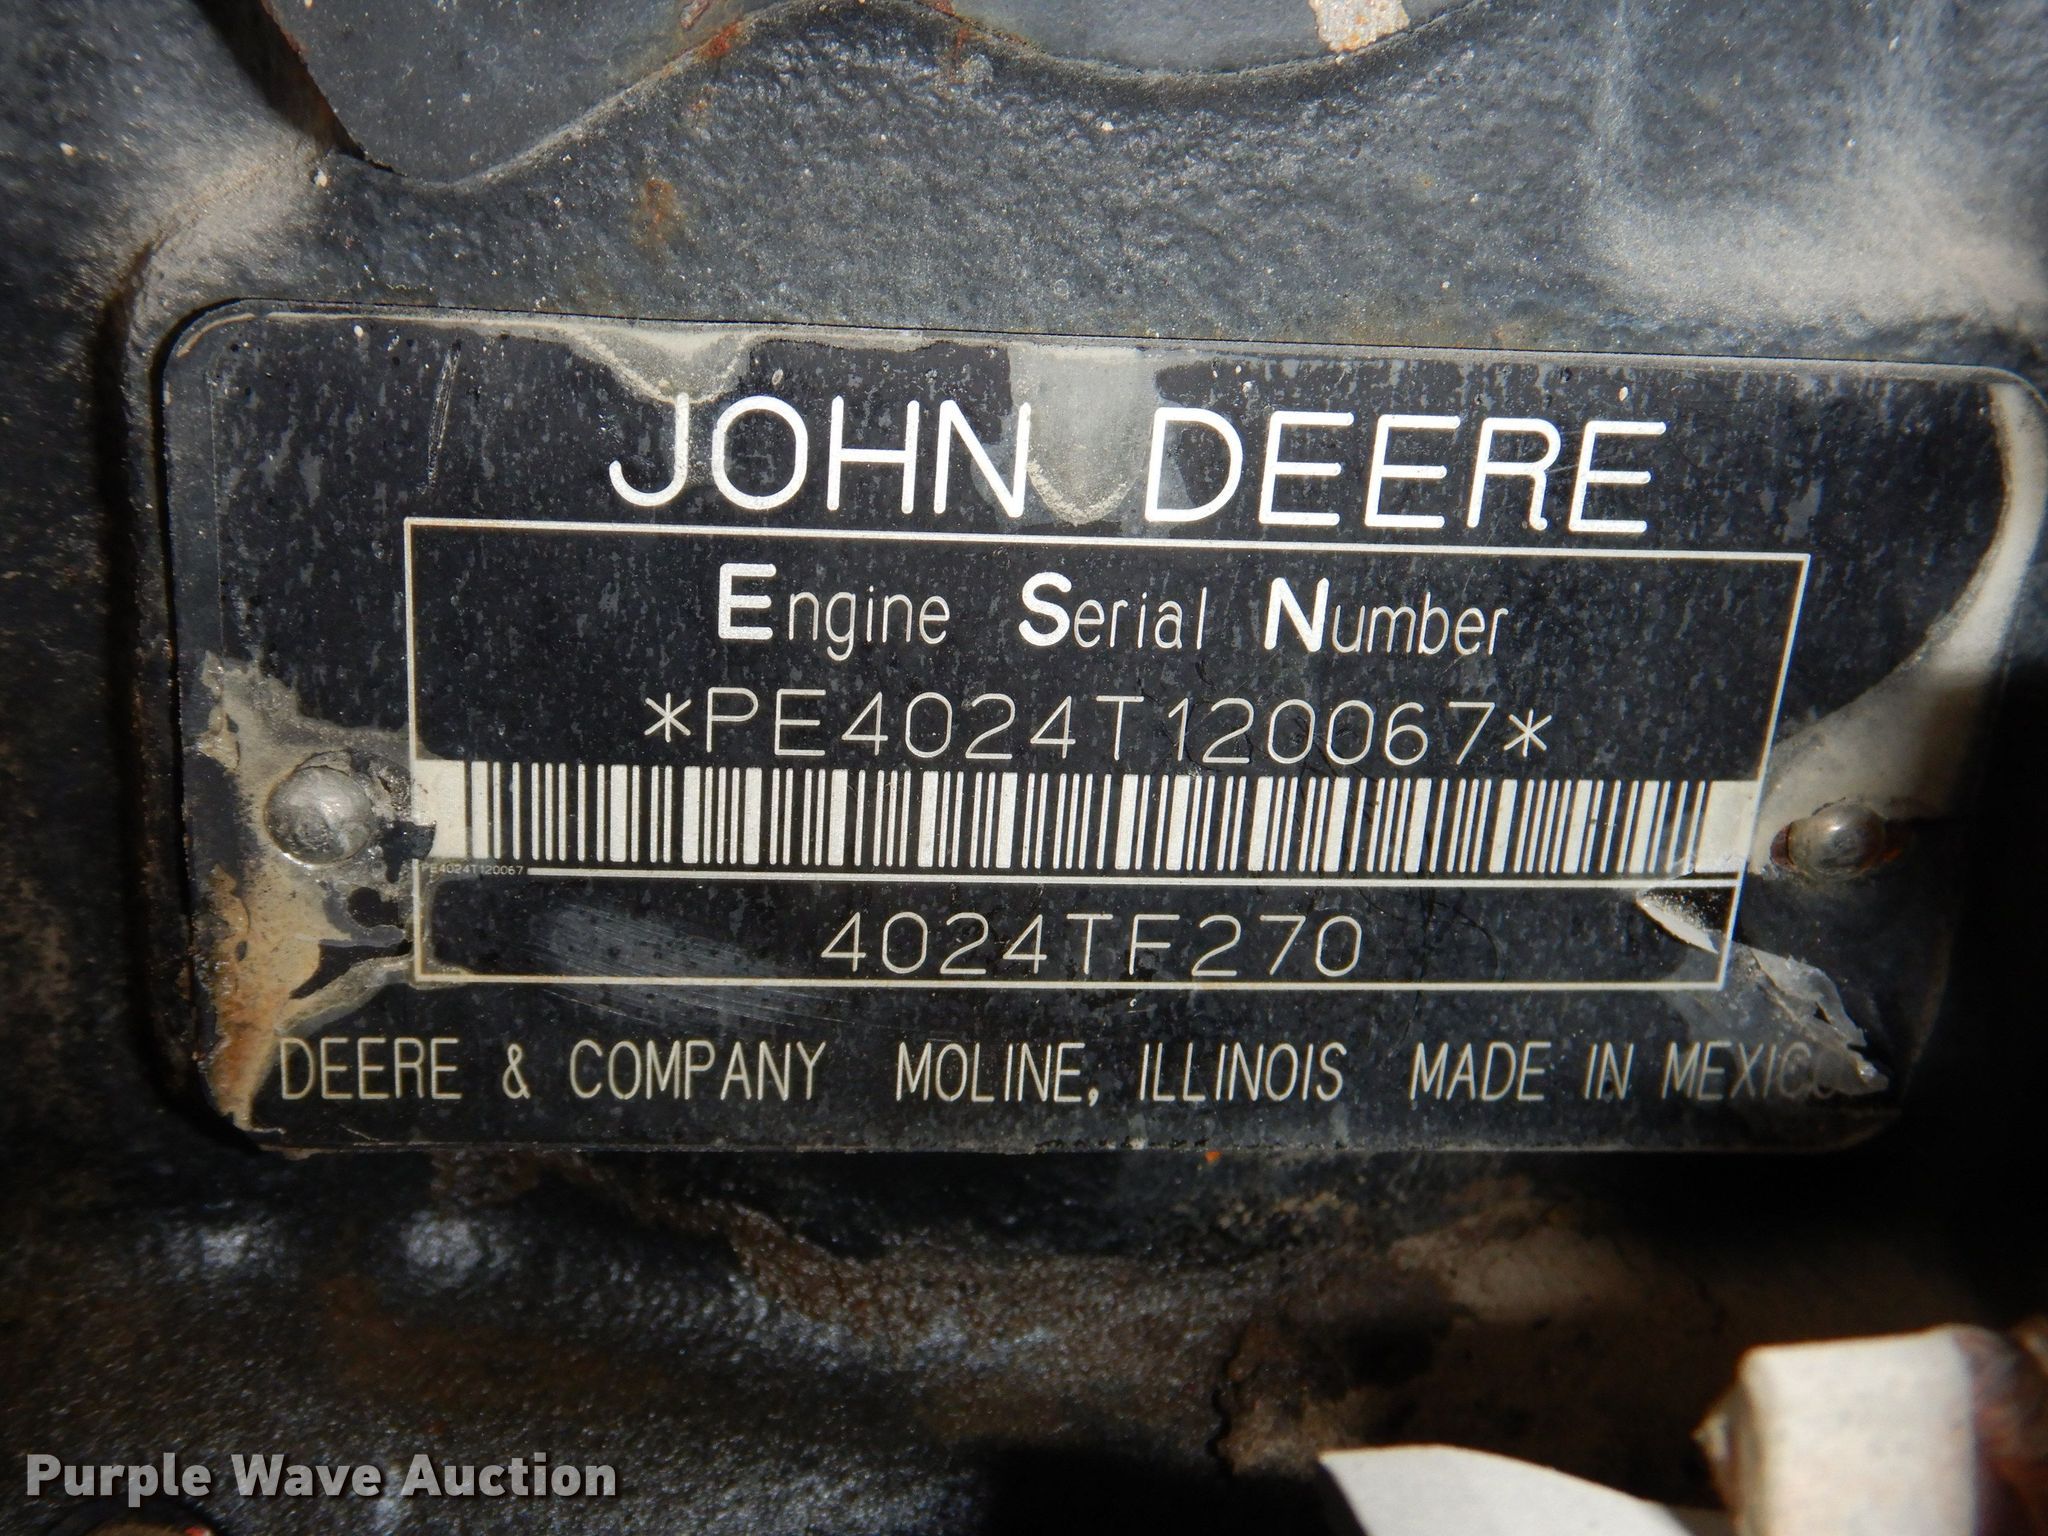 JOHN DEERE
Engine Serial Number
*PE4024T120067*
PE4024T120067
4024TF270
DEERE & COMPANY MOLINE, ILLINOIS MADE IN MEXICO
Purple Wave Auction